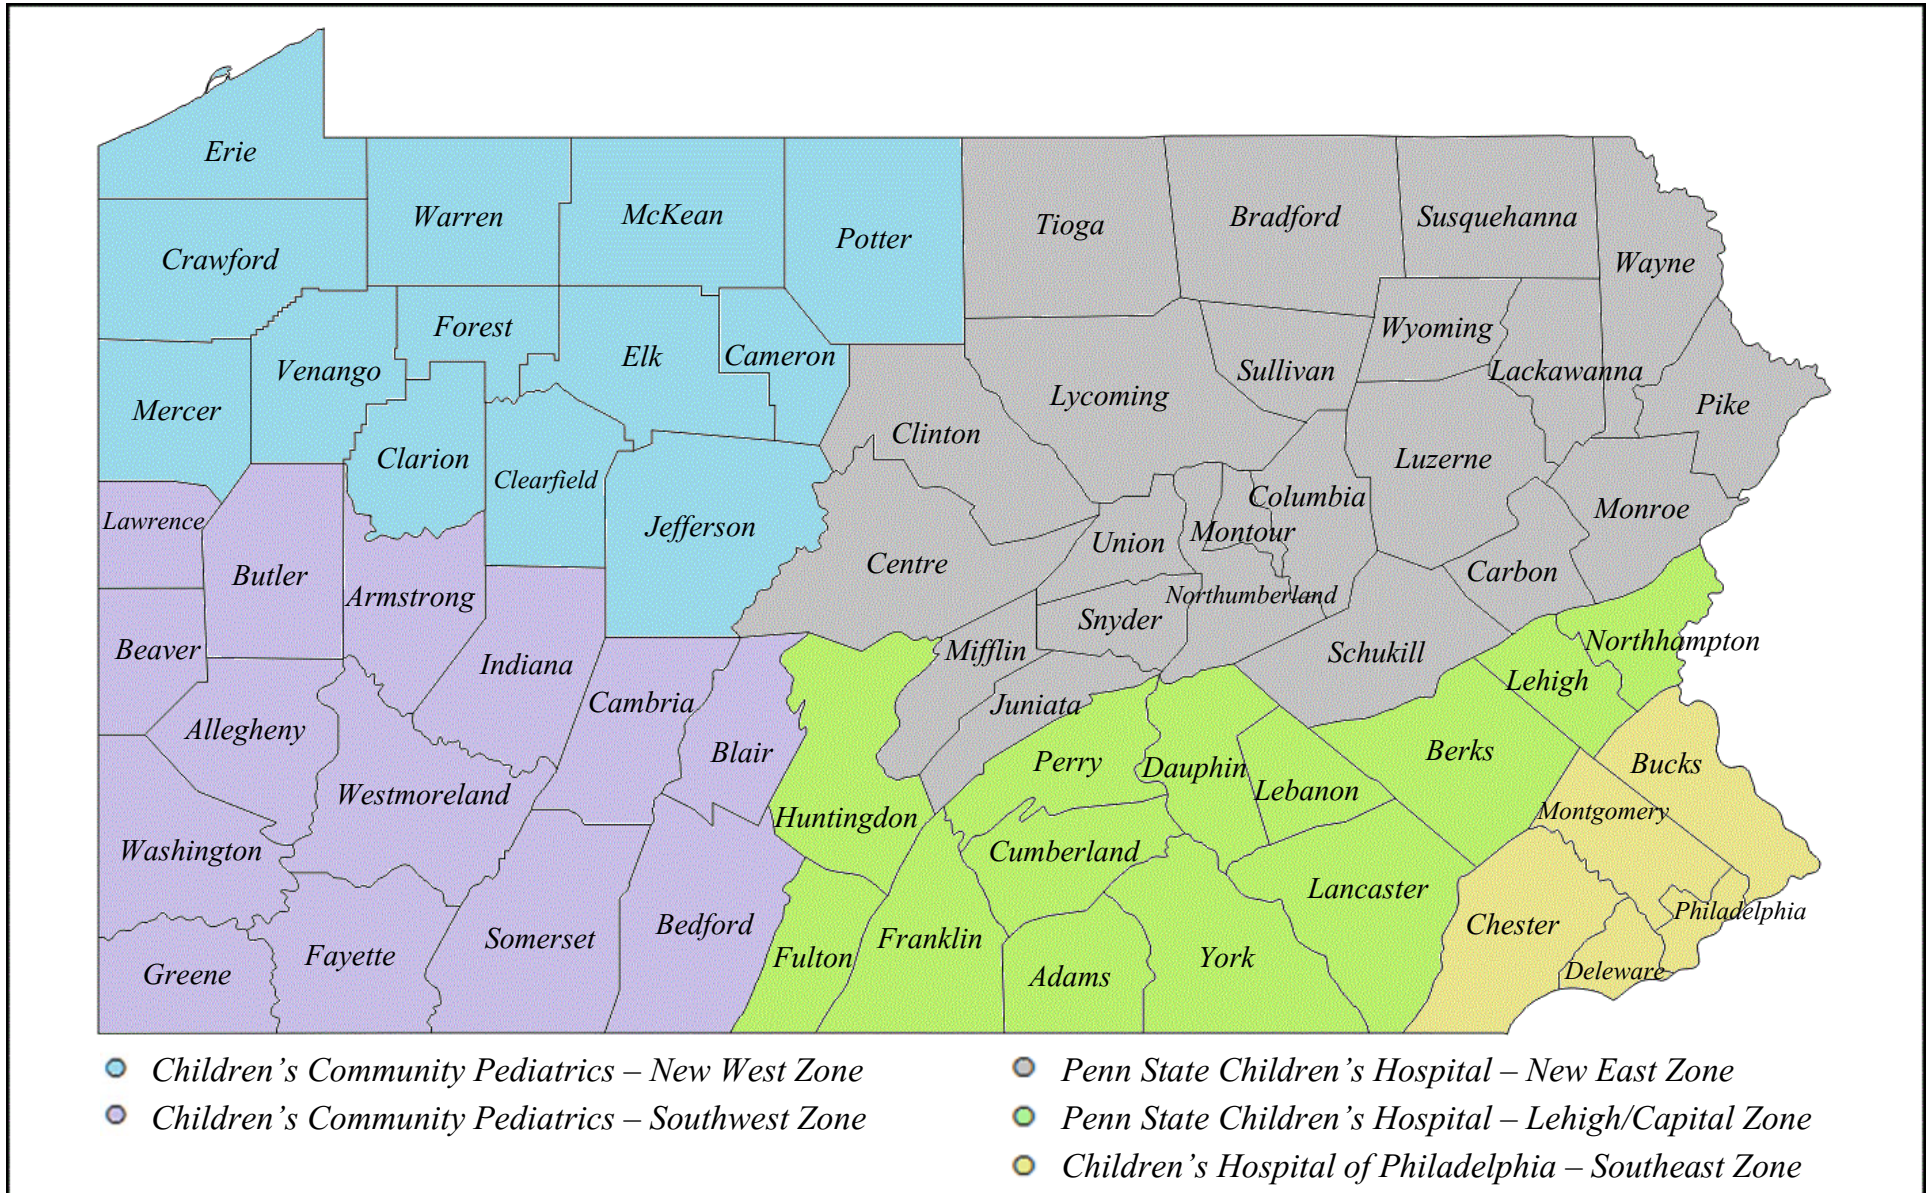 Erie
Warren
McKean
Potter
Tioga
Bradford
Susquehanna
Wayne
Crawford
Forest
Elk
Cameron
Venango
Mercer
Clarion
Clearfield
Jefferson
Clinton
Lycoming
Sullivan
Wyoming
Lackawanna
Pike
Luzerne
Columbia
Montour
Monroe
Lawrence
Butler
Armstrong
Centre
Union
Carbon
Northumberland
Snyder
Beaver
Indiana
Mifflin
Schukill
Northhampton
Lehigh
Cambria
Juniata
Allegheny
Blair
Perry
Dauphin
Berks
Bucks
Westmoreland
Huntingdon
Lebanon
Montgomery
Washington
Cumberland
Lancaster
Philadelphia
Chester
Bedford
Somerset
Franklin
Fulton
Fayette
Greene
Adams
York
Deleware
Children’s Community Pediatrics – New West Zone
Children’s Community Pediatrics – Southwest Zone
Penn State Children’s Hospital – New East Zone
Penn State Children’s Hospital – Lehigh/Capital Zone
Children’s Hospital of Philadelphia – Southeast Zone